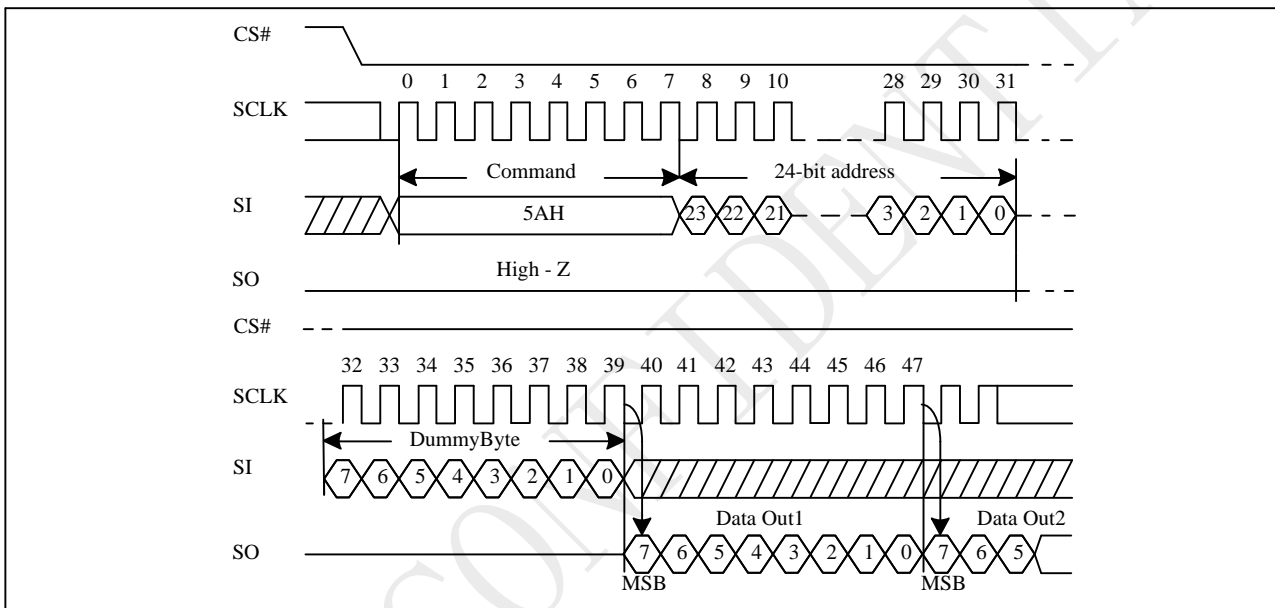 CS#
0 1 2 3 4 5 6 7 8 9 10 28 29 30 31
SCLK
Command 24-bit address
SI 5AH 23 22 21 3 2 1 0
High - Z
SO
CS#
32 33 34 35 36 37 38 39 40 41 42 43 44 45 46 47
SCLK
DummyByte
SI 7 6 5 4 3 2 1 0
Data Out1 Data Out2
SO 7 6 5 4 3 2 1 0 7 6 5
MSB MSB